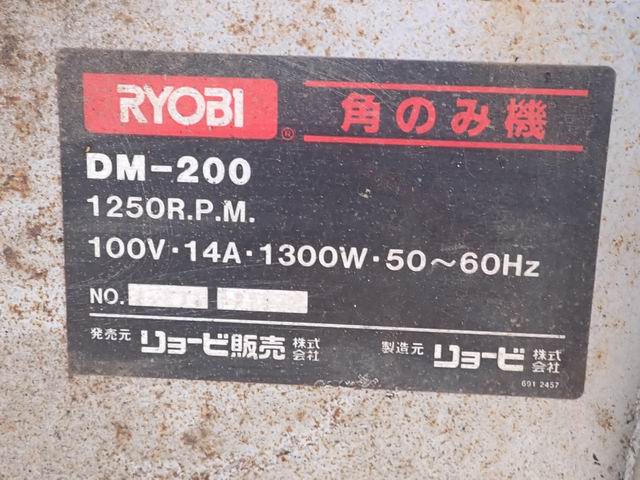 RYOBI ® 角のみ機
DM-200
1250R.P.M.
100V・14A・1300W・50～60Hz
NO.
発売元 リョービ販売 株式会社 製造元 リョービ 株式会社
691 2457